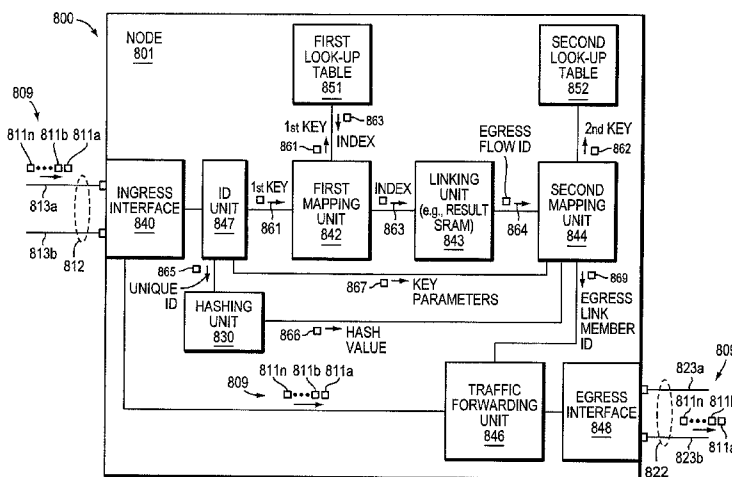 800
NODE
801
FIRST
LOOK-UP
TABLE
851
SECOND
LOOK-UP
TABLE
852
809
811n 811b 811a
813a
813b
812
1st KEY
861
863
INDEX
EGRESS
FLOW ID
2nd KEY
862
INGRESS
INTERFACE
840
ID
UNIT
847
1st KEY
861
FIRST
MAPPING
UNIT
842
INDEX
863
LINKING
UNIT
(e.g., RESULT
SRAM)
843
864
SECOND
MAPPING
UNIT
844
865
UNIQUE ID
867
KEY
PARAMETERS
869
EGRESS
LINK
MEMBER
ID
HASHING
UNIT
830
866
HASH
VALUE
809
811n 811b 811a
TRAFFIC
FORWARDING
UNIT
846
EGRESS
INTERFACE
848
809
823a
811n 811b
811a
823b
822